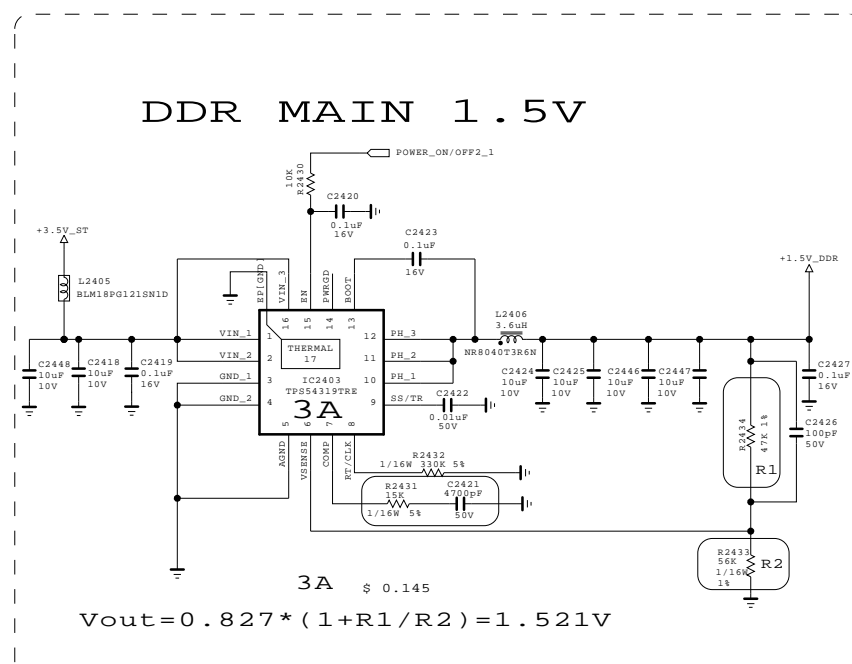 DDR MAIN 1.5V
POWER_ON/OFF2_1
10K
R2430
C2420
0.1uF
16V
C2423
0.1uF
16V
+3.5V_ST
L2405
BLM18PG121SN1D
+1.5V_DDR
EP[GND]
VIN_3
EN
PWRGD
BOOT
16
15
14
13
L2406
3.6uH
NR8040T3R6N
VIN_1
1
VIN_2
2
GND_1
3
GND_2
4
THERMAL
17
IC2403
TPS54319TRE
3A
12
PH_3
11
PH_2
10
PH_1
9
SS/TR
5
6
7
8
AGND
VSENSE
COMP
RT/CLK
C2448
10uF
10V
C2418
10uF
10V
C2419
0.1uF
16V
C2422
0.01uF
50V
C2424
10uF
10V
C2425
10uF
10V
C2446
10uF
10V
C2447
10uF
10V
C2427
0.1uF
16V
R2434
47K 1%
R1
C2426
100pF
50V
R2432
1/16W 330K 5%
R2431
15K
1/16W 5%
C2421
4700pF
50V
R2433
56K
1/16W
1%
R2
3A
$ 0.145
Vout=0.827*(1+R1/R2)=1.521V